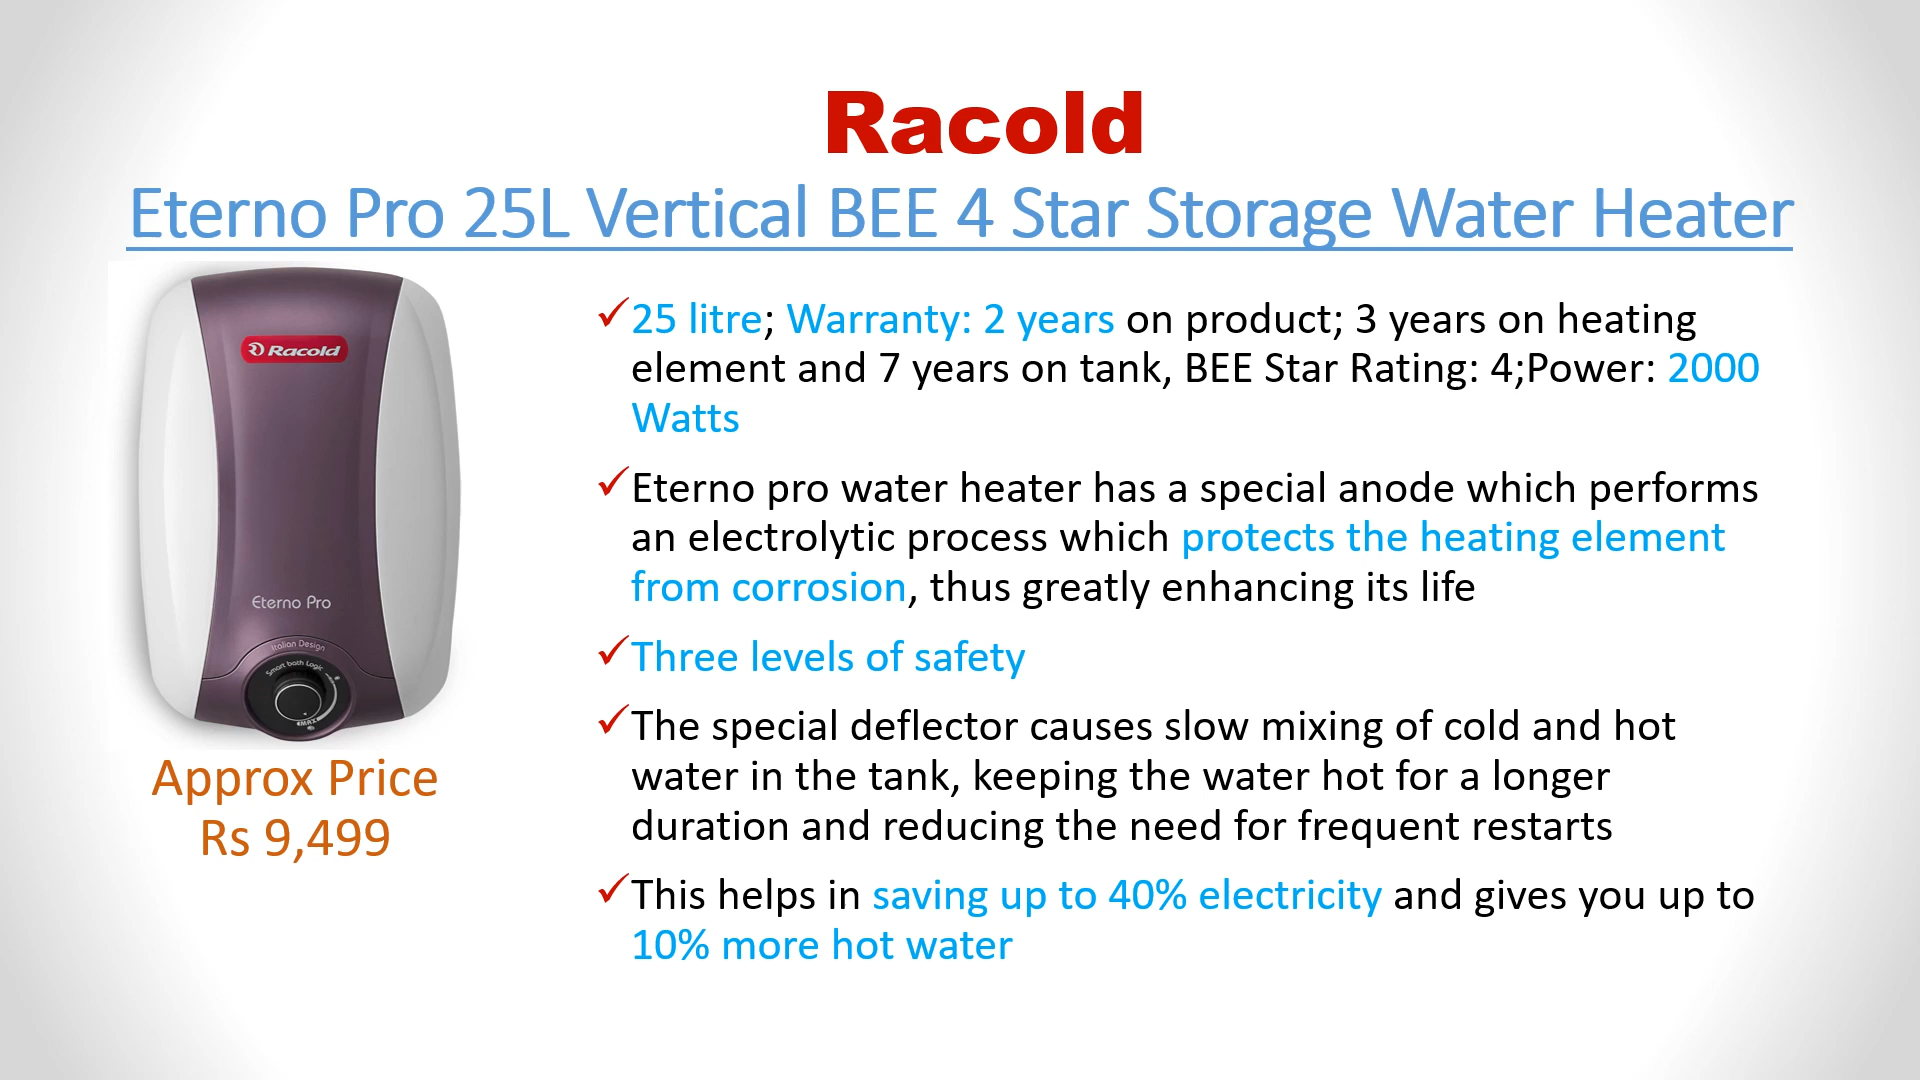 Racold
Eterno Pro 25L Vertical BEE 4 Star Storage Water Heater
Racold
Eterno Pro
Italian Design
Smart bath Logic
MAX
Approx Price
Rs 9,499
✓25 litre; Warranty: 2 years on product; 3 years on heating
element and 7 years on tank, BEE Star Rating: 4;Power: 2000
Watts
✓Eterno pro water heater has a special anode which performs
an electrolytic process which protects the heating element
from corrosion, thus greatly enhancing its life
✓Three levels of safety
✓The special deflector causes slow mixing of cold and hot
water in the tank, keeping the water hot for a longer
duration and reducing the need for frequent restarts
✓This helps in saving up to 40% electricity and gives you up to
10% more hot water